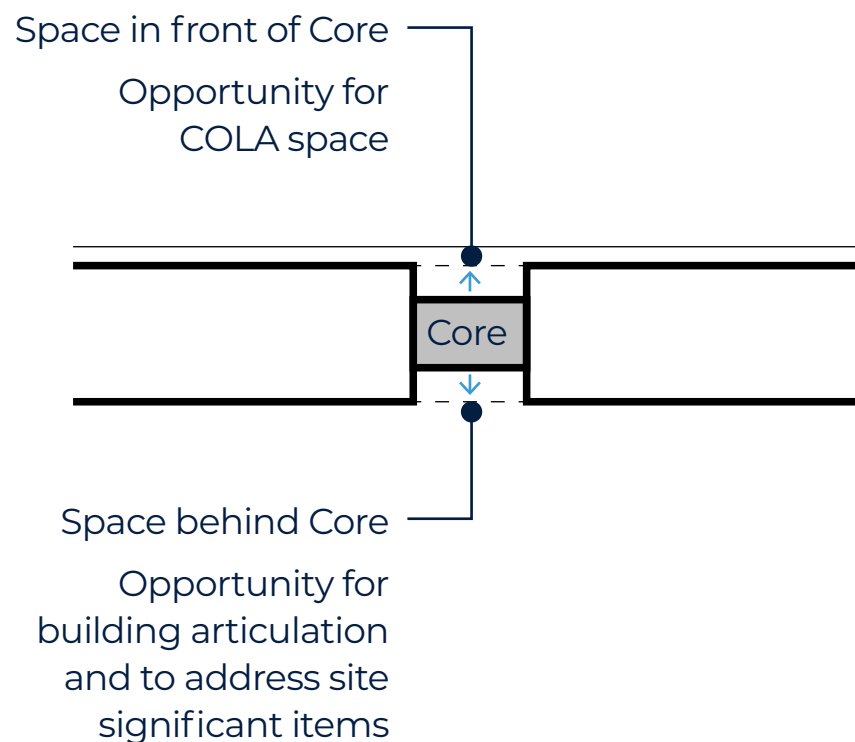 Space in front of Core
Opportunity for
COLA space
Core
Space behind Core
Opportunity for
building articulation
and to address site
significant items